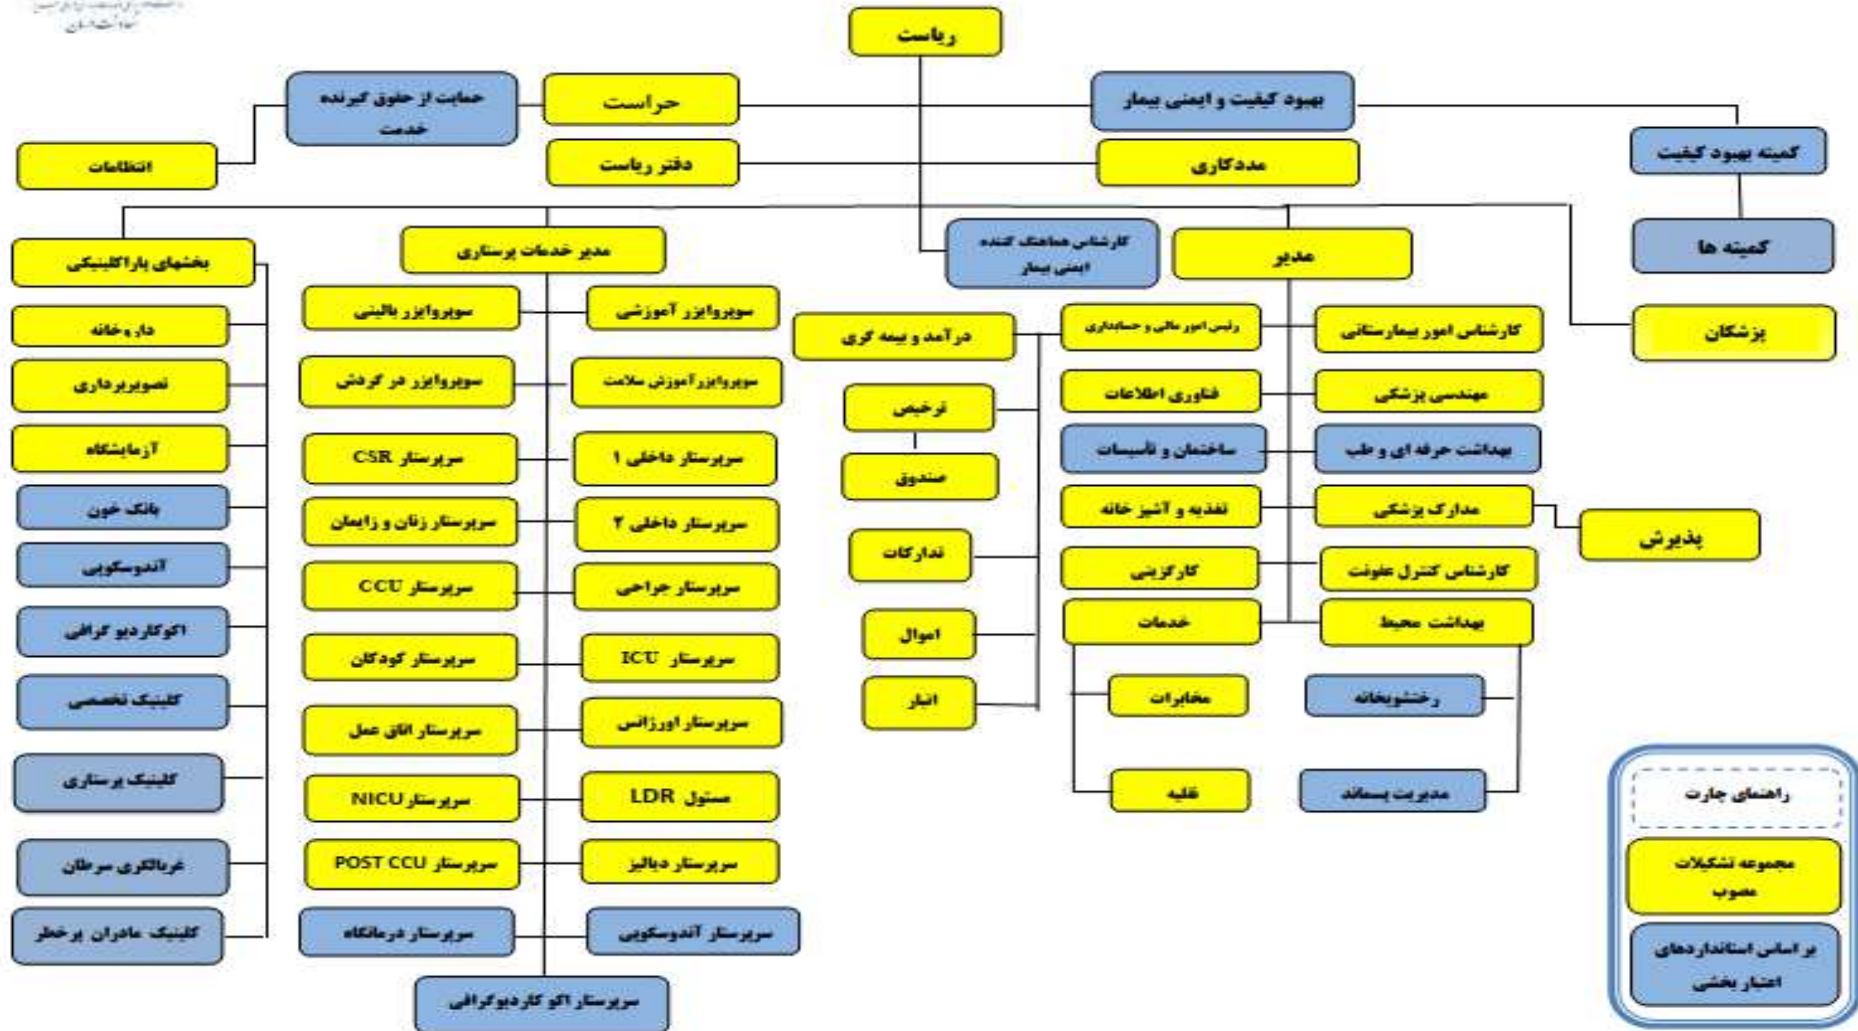 ریاست
حمایت از حقوق گیرنده
خدمت
حراست
بهبود کیفیت و ایمنی بیمار
کمیته بهبود کیفیت
انتظامات
دفتر ریاست
مددکاری
کمیته ها
بخشهای پاراکلینیکی
مدیر خدمات پرستاری
کارشناس هماهنگ کننده
ایمنی بیمار
مدیر
پزشکان
داروخانه
تصویربرداری
آزمایشگاه
بانک خون
آندوسکوپی
اکوکاردیو گرافی
کلینیک تخصصی
کلینیک پرستاری
غربالگری سرطان
کلینیک مادران پرخطر
سوپروایزر بالینی
سوپروایزر آموزشی
سوپروایزر در گردش
سوپروایزر آموزش سلامت
سرپرستار CSR
سرپرستار داخلی ۱
سرپرستار زنان و زایمان
سرپرستار داخلی ۲
سرپرستار CCU
سرپرستار جراحی
سرپرستار کودکان
سرپرستار ICU
سرپرستار اتاق عمل
سرپرستار اورژانس
سرپرستار NICU
مسئول LDR
سرپرستار POST CCU
سرپرستار دیالیز
سرپرستار درمانگاه
سرپرستار آندوسکوپی
سرپرستار اکو کاردیوگرافی
درآمد و بیمه گری
ترخیص
صندوق
تدارکات
اموال
انبار
رئیس امور مالی و حسابداری
کارشناس امور بیمارستانی
فناوری اطلاعات
مهندسی پزشکی
ساختمان و تأسیسات
بهداشت حرفه ای و طب
تغذیه و آشپز خانه
مدارک پزشکی
پذیرش
کارگزینی
کارشناس کنترل عفونت
خدمات
بهداشت محیط
مخابرات
رختشویخانه
نقلیه
مدیریت پسماند
راهنمای چارت
مجموعه تشکیلات
مصوب
بر اساس استانداردهای
اعتبار بخشی